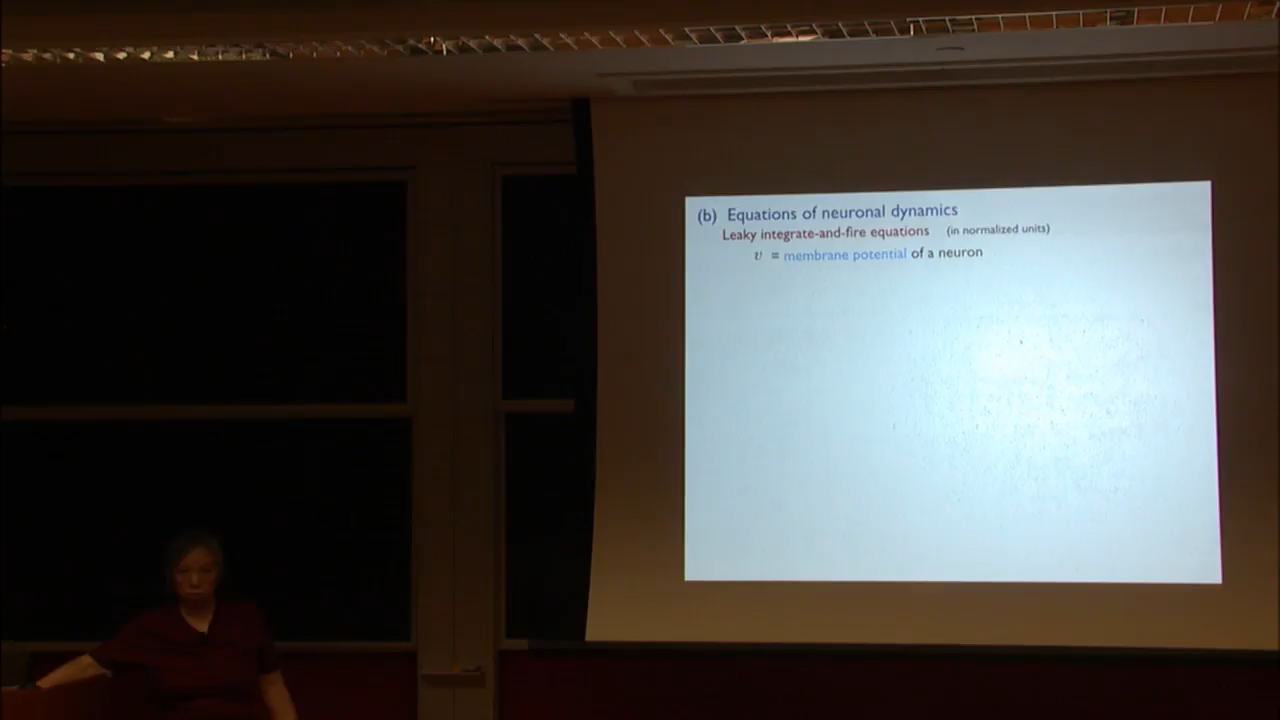 (b) Equations of neuronal dynamics
Leaky integrate-and-fire equations (in normalized units)
v = membrane potential of a neuron